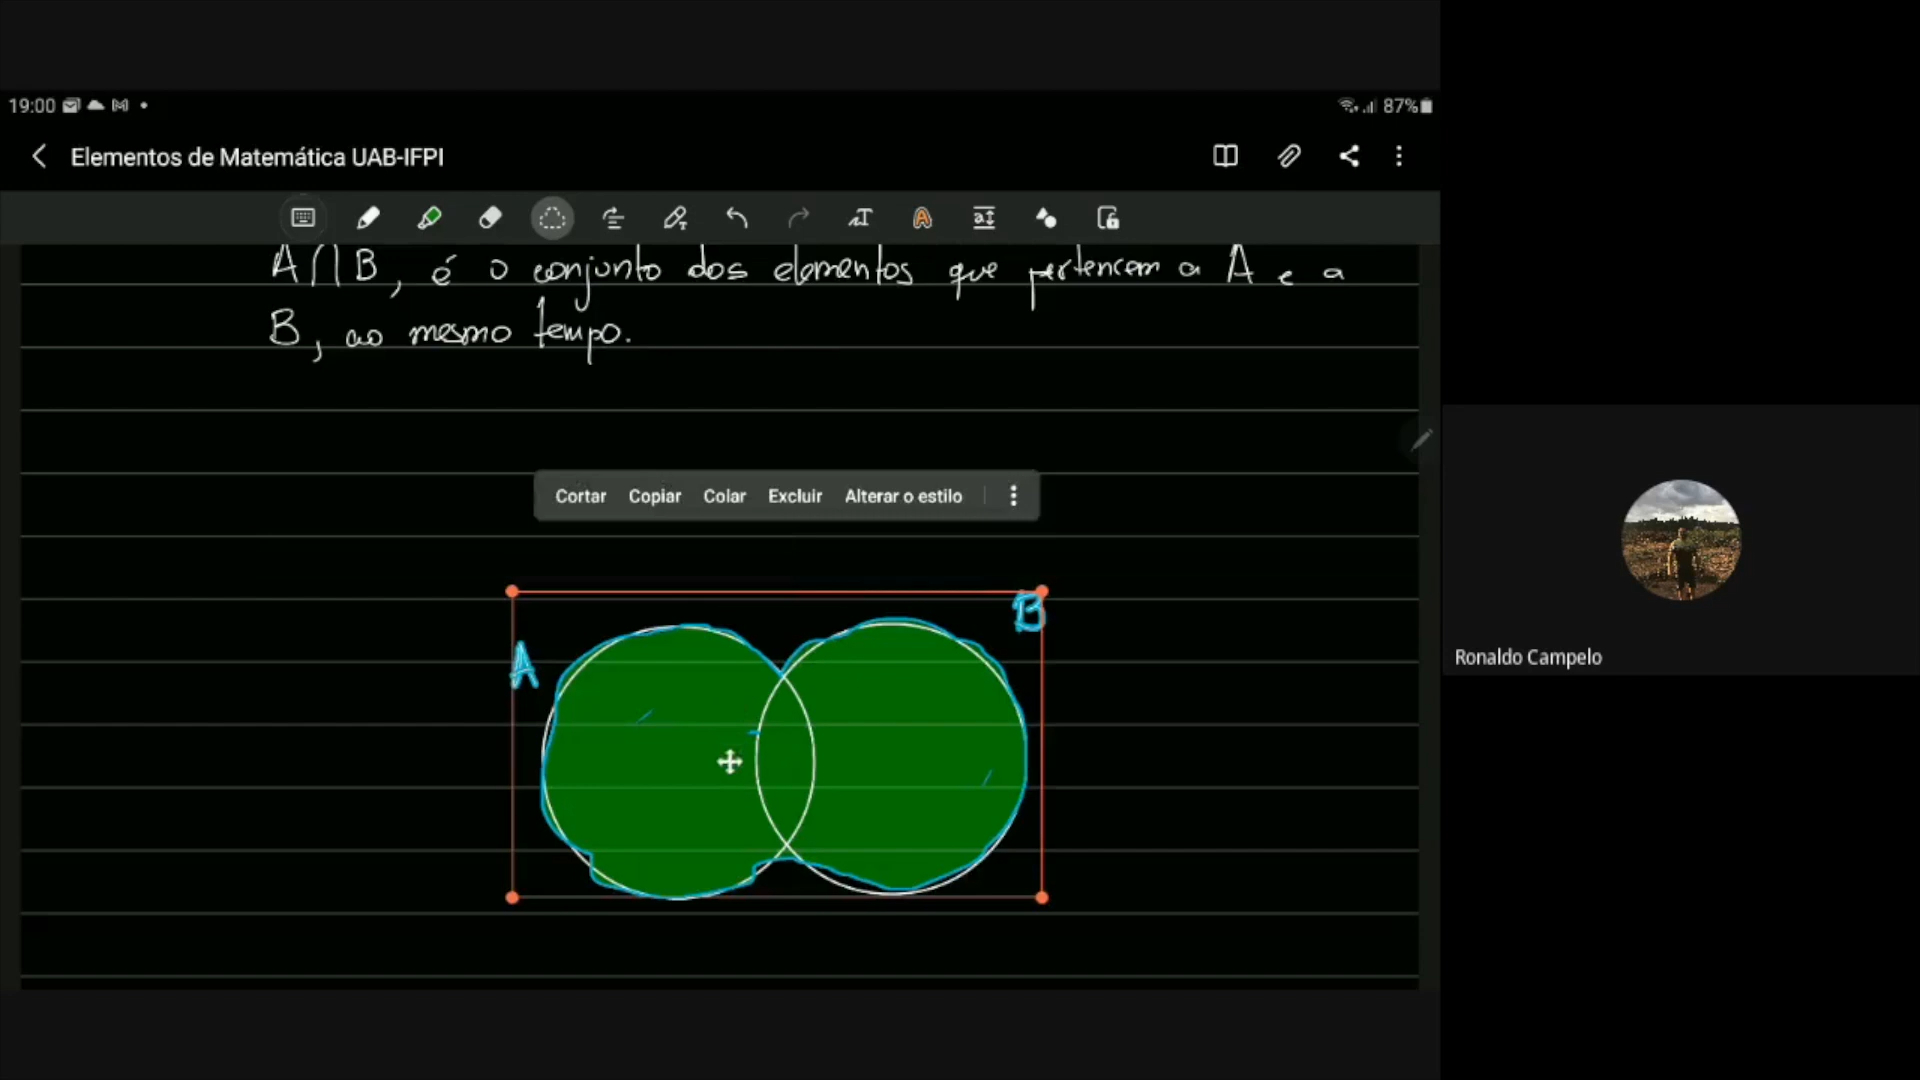 19:00
87%
Elementos de Matemática UAB-IFPI
A∩B, é o conjunto dos elementos que pertencem a A e a
B, ao mesmo tempo.
Cortar Copiar Colar Excluir Alterar o estilo
B
A
Ronaldo Campelo